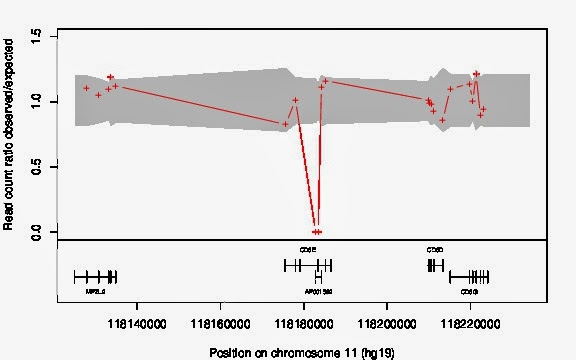 Read count ratio observed/expected
1.5
1.0
0.5
0.0
CD3E
CD3D
CD3G
118140000 118160000 118180000 118200000 118220000
Position on chromosome 11 (hg19)